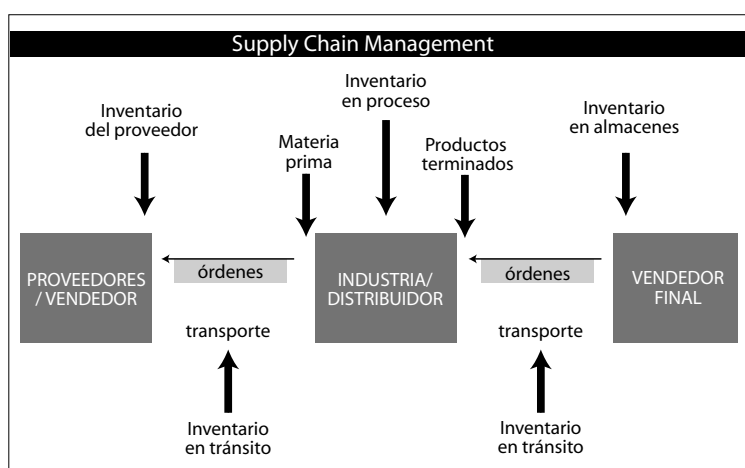 Supply Chain Management
Inventario
en proceso
Inventario
del proveedor
Inventario
en almacenes
Materia
prima
Productos
terminados
PROVEEDORES
/ VENDEDOR
órdenes
INDUSTRIA/
DISTRIBUIDOR
órdenes
VENDEDOR
FINAL
transporte
transporte
Inventario
en tránsito
Inventario
en tránsito